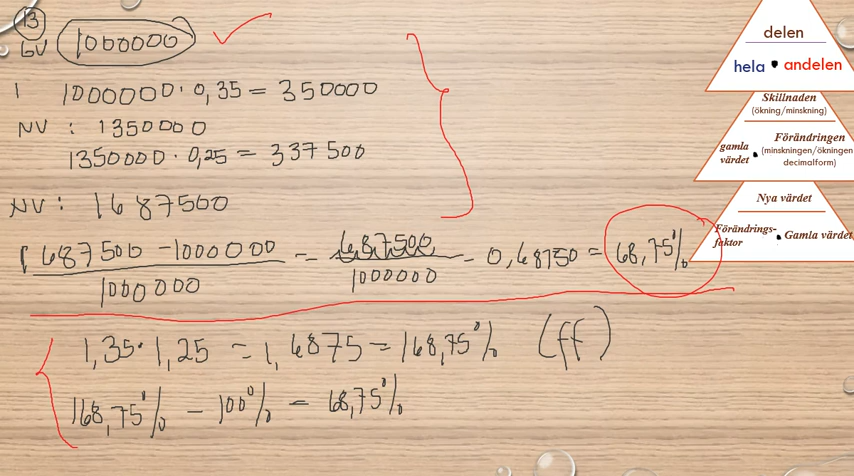 13
GV 1000000
1 1000000 · 0,35 = 350000
NV : 1350000
1350000 · 0,25 = 337500
NV : 1687500
1687500 - 1000000 / 1000000 = 687500 / 1000000 = 0,68750 = 68,75%
1,35 · 1,25 = 1,6875 = 168,75% (ff)
168,75% - 100% = 68,75%
delen
hela · andelen
Skillnaden
(ökning/minskning)
gamla värdet · Förändringen
(minskningen/ökningen
decimalform)
Nya värdet
Förändrings-
faktor · Gamla värdet